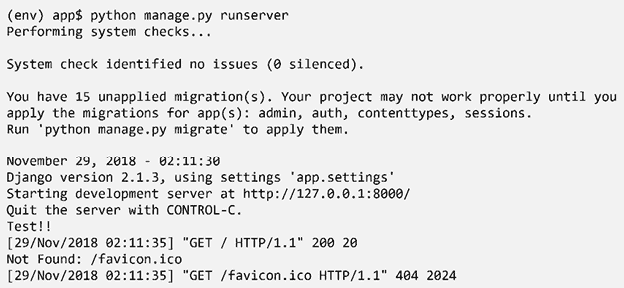 (env) app$ python manage.py runserver
Performing system checks...
System check identified no issues (0 silenced).
You have 15 unapplied migration(s). Your project may not work properly until you
apply the migrations for app(s): admin, auth, contenttypes, sessions.
Run 'python manage.py migrate' to apply them.
November 29, 2018 - 02:11:30
Django version 2.1.3, using settings 'app.settings'
Starting development server at http://127.0.0.1:8000/
Quit the server with CONTROL-C.
Test!!
[29/Nov/2018 02:11:35] "GET / HTTP/1.1" 200 20
Not Found: /favicon.ico
[29/Nov/2018 02:11:35] "GET /favicon.ico HTTP/1.1" 404 2024